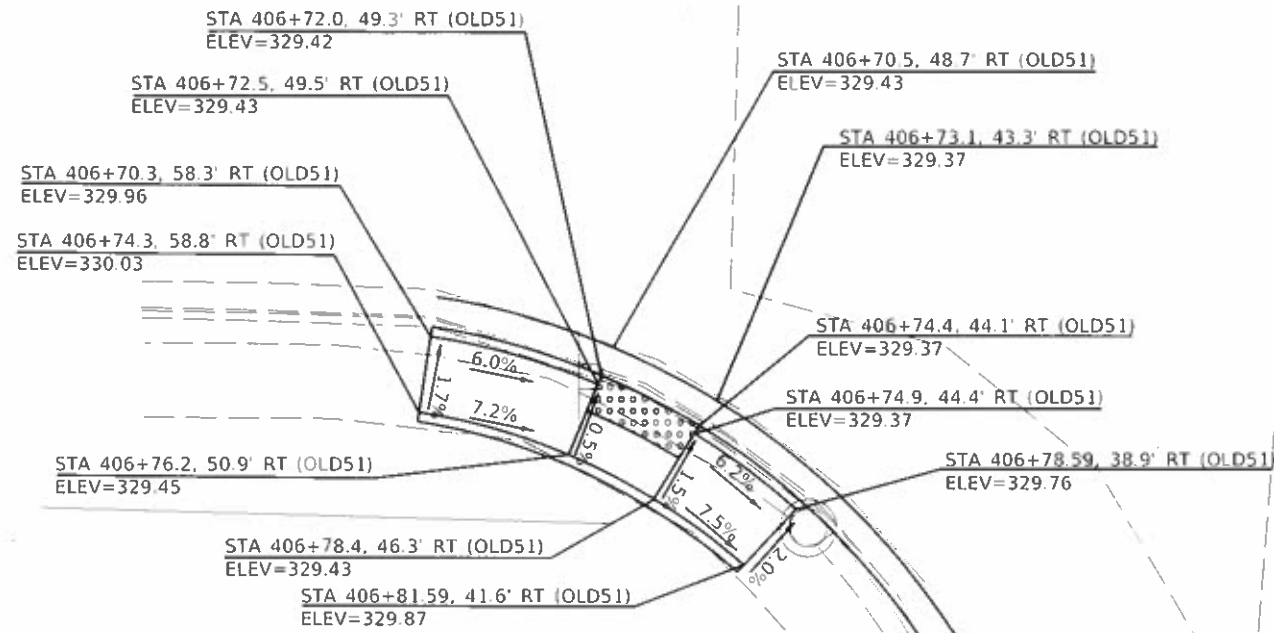 STA 406+72.0, 49.3' RT (OLD51)
ELEV=329.42
STA 406+72.5, 49.5' RT (OLD51)
ELEV=329.43
STA 406+70.5, 48.7' RT (OLD51)
ELEV=329.43
STA 406+73.1, 43.3' RT (OLD51)
ELEV=329.37
STA 406+70.3, 58.3' RT (OLD51)
ELEV=329.96
STA 406+74.3, 58.8' RT (OLD51)
ELEV=330.03
STA 406+74.4, 44.1' RT (OLD51)
ELEV=329.37
6.0%
1.7%
7.2%
0.5%
STA 406+74.9, 44.4' RT (OLD51)
ELEV=329.37
STA 406+76.2, 50.9' RT (OLD51)
ELEV=329.45
6.2%
1.5%
7.5%
2.0%
STA 406+78.59, 38.9' RT (OLD51)
ELEV=329.76
STA 406+78.4, 46.3' RT (OLD51)
ELEV=329.43
STA 406+81.59, 41.6' RT (OLD51)
ELEV=329.87